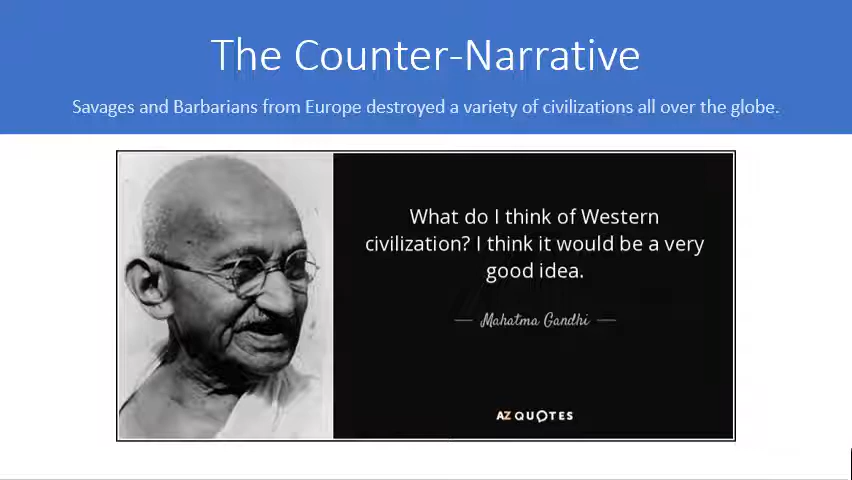 The Counter-Narrative
Savages and Barbarians from Europe destroyed a variety of civilizations all over the globe.
What do I think of Western
civilization? I think it would be a very
good idea.
Mahatma Gandhi
AZ QUOTES